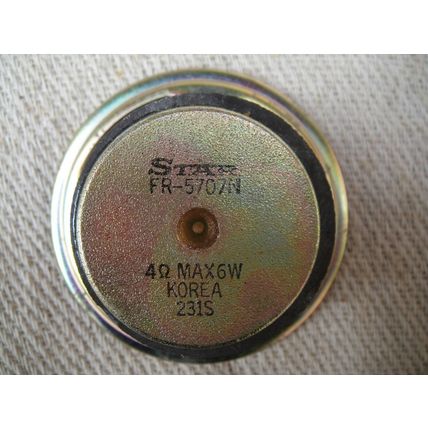 STAR
FR-5707N
4Ω MAX6W
KOREA
231S